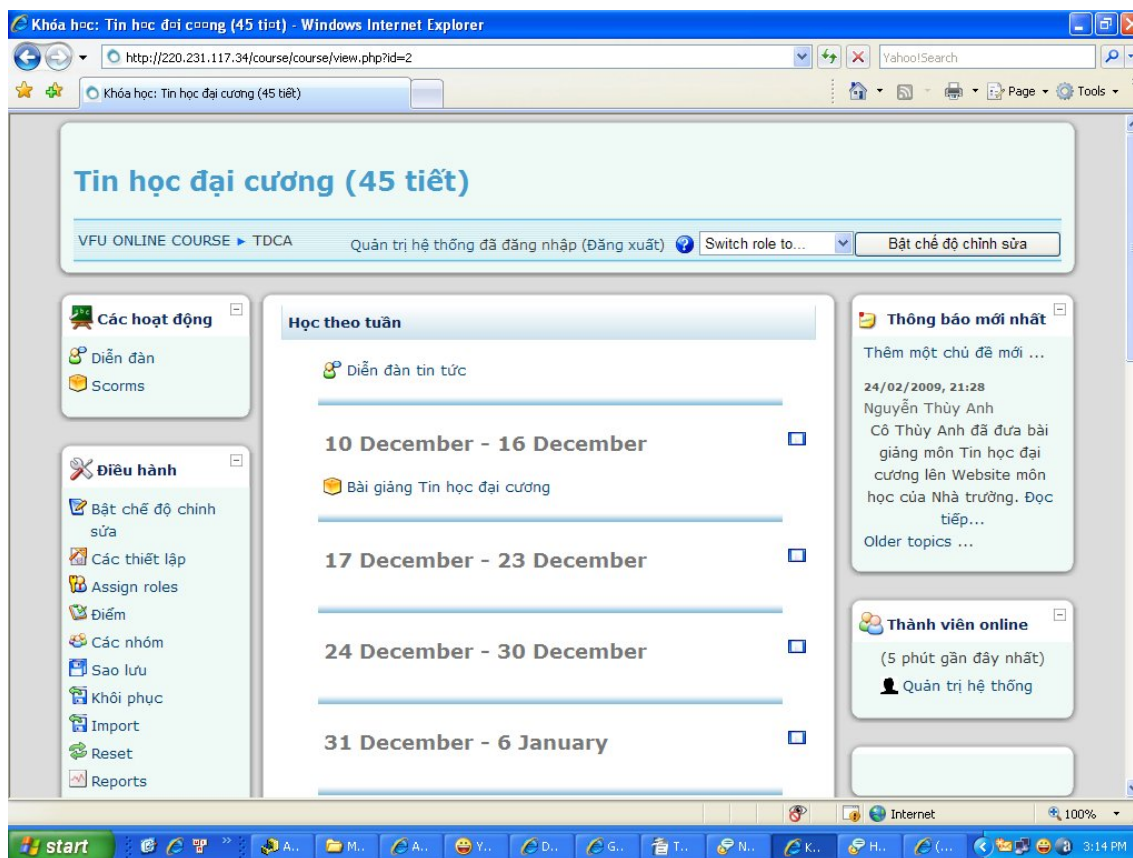 Khóa học: Tin học đại cương (45 tiết) - Windows Internet Explorer
http://220.231.117.34/course/course/view.php?id=2
Yahoo! Search
Khóa học: Tin học đại cương (45 tiết)
Page
Tools
Tin học đại cương (45 tiết)
VFU ONLINE COURSE ► TDCA
Quản trị hệ thống đã đăng nhập (Đăng xuất)
Switch role to...
Bật chế độ chỉnh sửa
Các hoạt động
Diễn đàn
Scorms
Điều hành
Bật chế độ chỉnh
sửa
Các thiết lập
Assign roles
Điểm
Các nhóm
Sao lưu
Khôi phục
Import
Reset
Reports
Học theo tuần
Diễn đàn tin tức
10 December - 16 December
Bài giảng Tin học đại cương
17 December - 23 December
24 December - 30 December
31 December - 6 January
Thông báo mới nhất
Thêm một chủ đề mới ...
24/02/2009, 21:28
Nguyễn Thùy Anh
Cô Thùy Anh đã đưa bài
giảng môn Tin học đại
cương lên Website môn
học của Nhà trường. Đọc
tiếp...
Older topics ...
Thành viên online
(5 phút gần đây nhất)
Quản trị hệ thống
Internet
100%
start
A..
M..
A..
Y..
D..
G..
T..
N..
K..
H..
(...
3:14 PM